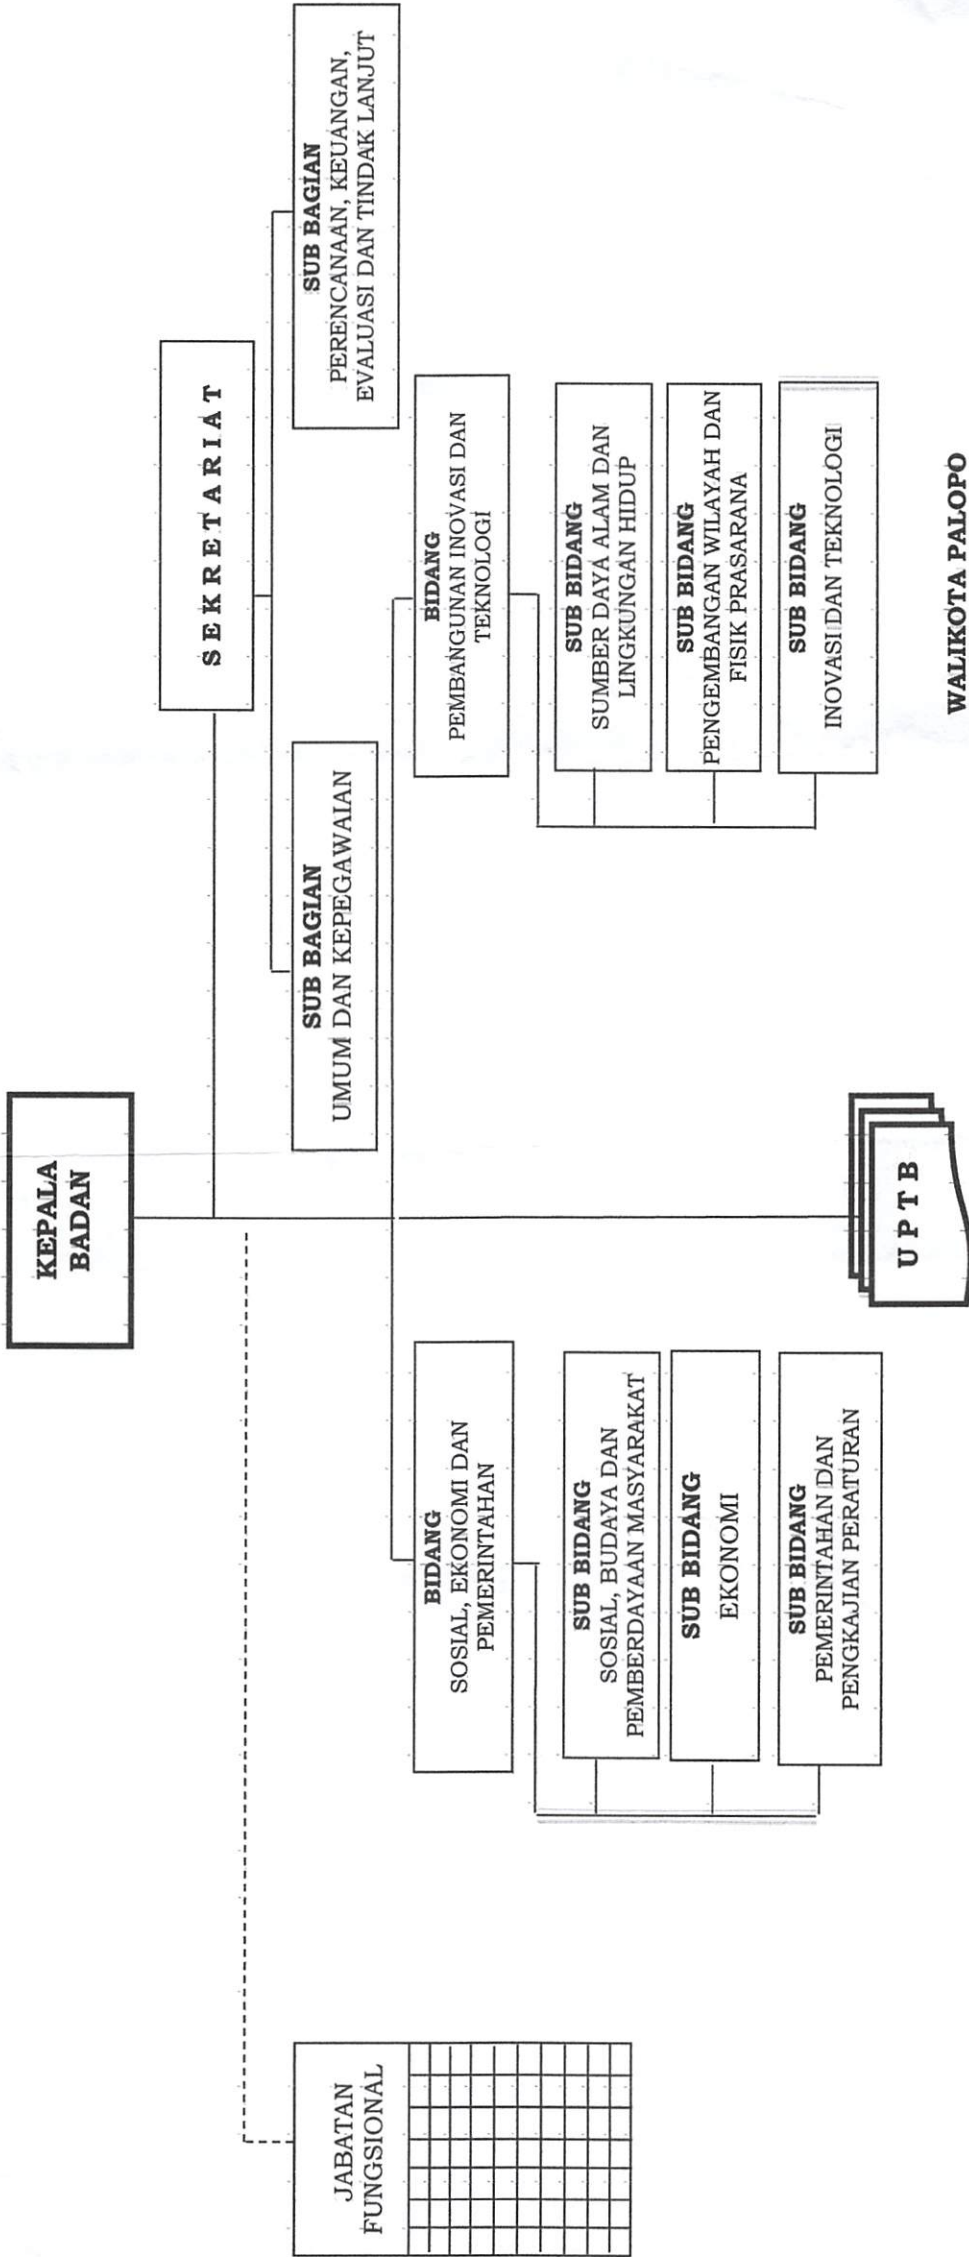 KEPALA
BADAN
SEKRETARIAT
JABATAN
FUNGSIONAL
SUB BAGIAN
UMUM DAN KEPEGAWAIAN
SUB BAGIAN
PERENCANAAN, KEUANGAN,
EVALUASI DAN TINDAK LANJUT
BIDANG
SOSIAL, EKONOMI DAN
PEMERINTAHAN
BIDANG
PEMBANGUNAN INOVASI DAN
TEKNOLOGI
SUB BIDANG
SOSIAL, BUDAYA DAN
PEMBERDAYAAN MASYARAKAT
SUB BIDANG
EKONOMI
SUB BIDANG
PEMERINTAHAN DAN
PENGKAJIAN PERATURAN
SUB BIDANG
SUMBER DAYA ALAM DAN
LINGKUNGAN HIDUP
SUB BIDANG
PENGEMBANGAN WILAYAH DAN
FISIK PRASARANA
SUB BIDANG
INOVASI DAN TEKNOLOGI
UPTB
WALIKOTA PALOPO